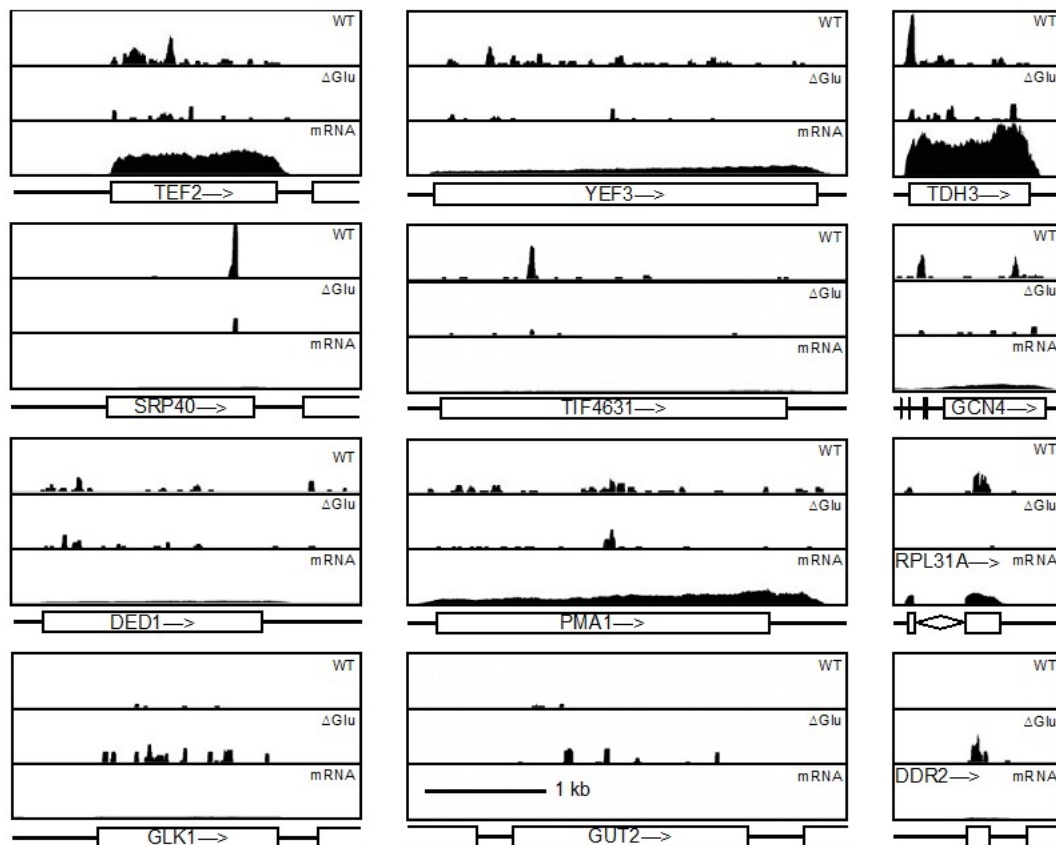 WT
ΔGlu
mRNA
TEF2—>
WT
ΔGlu
mRNA
YEF3—>
WT
ΔGlu
mRNA
TDH3—>
WT
ΔGlu
mRNA
SRP40—>
WT
ΔGlu
mRNA
TIF4631—>
WT
ΔGlu
mRNA
GCN4—>
WT
ΔGlu
mRNA
DED1—>
WT
ΔGlu
mRNA
PMA1—>
WT
ΔGlu
RPL31A—> mRNA
WT
ΔGlu
mRNA
GLK1—>
WT
ΔGlu
mRNA
1 kb
GUT2—>
WT
ΔGlu
DDR2—> mRNA